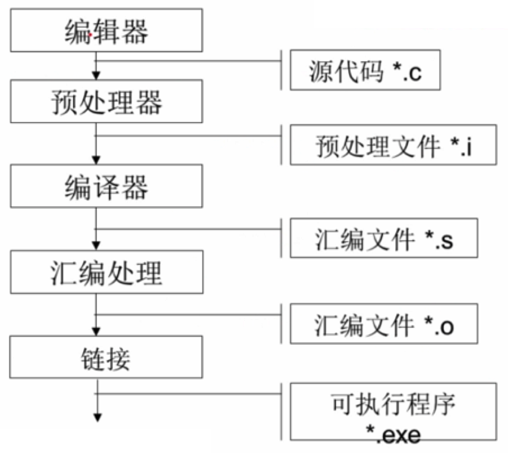 编辑器
源代码 *.c
预处理器
预处理文件 *.i
编译器
汇编文件 *.s
汇编处理
汇编文件 *.o
链接
可执行程序
*.exe